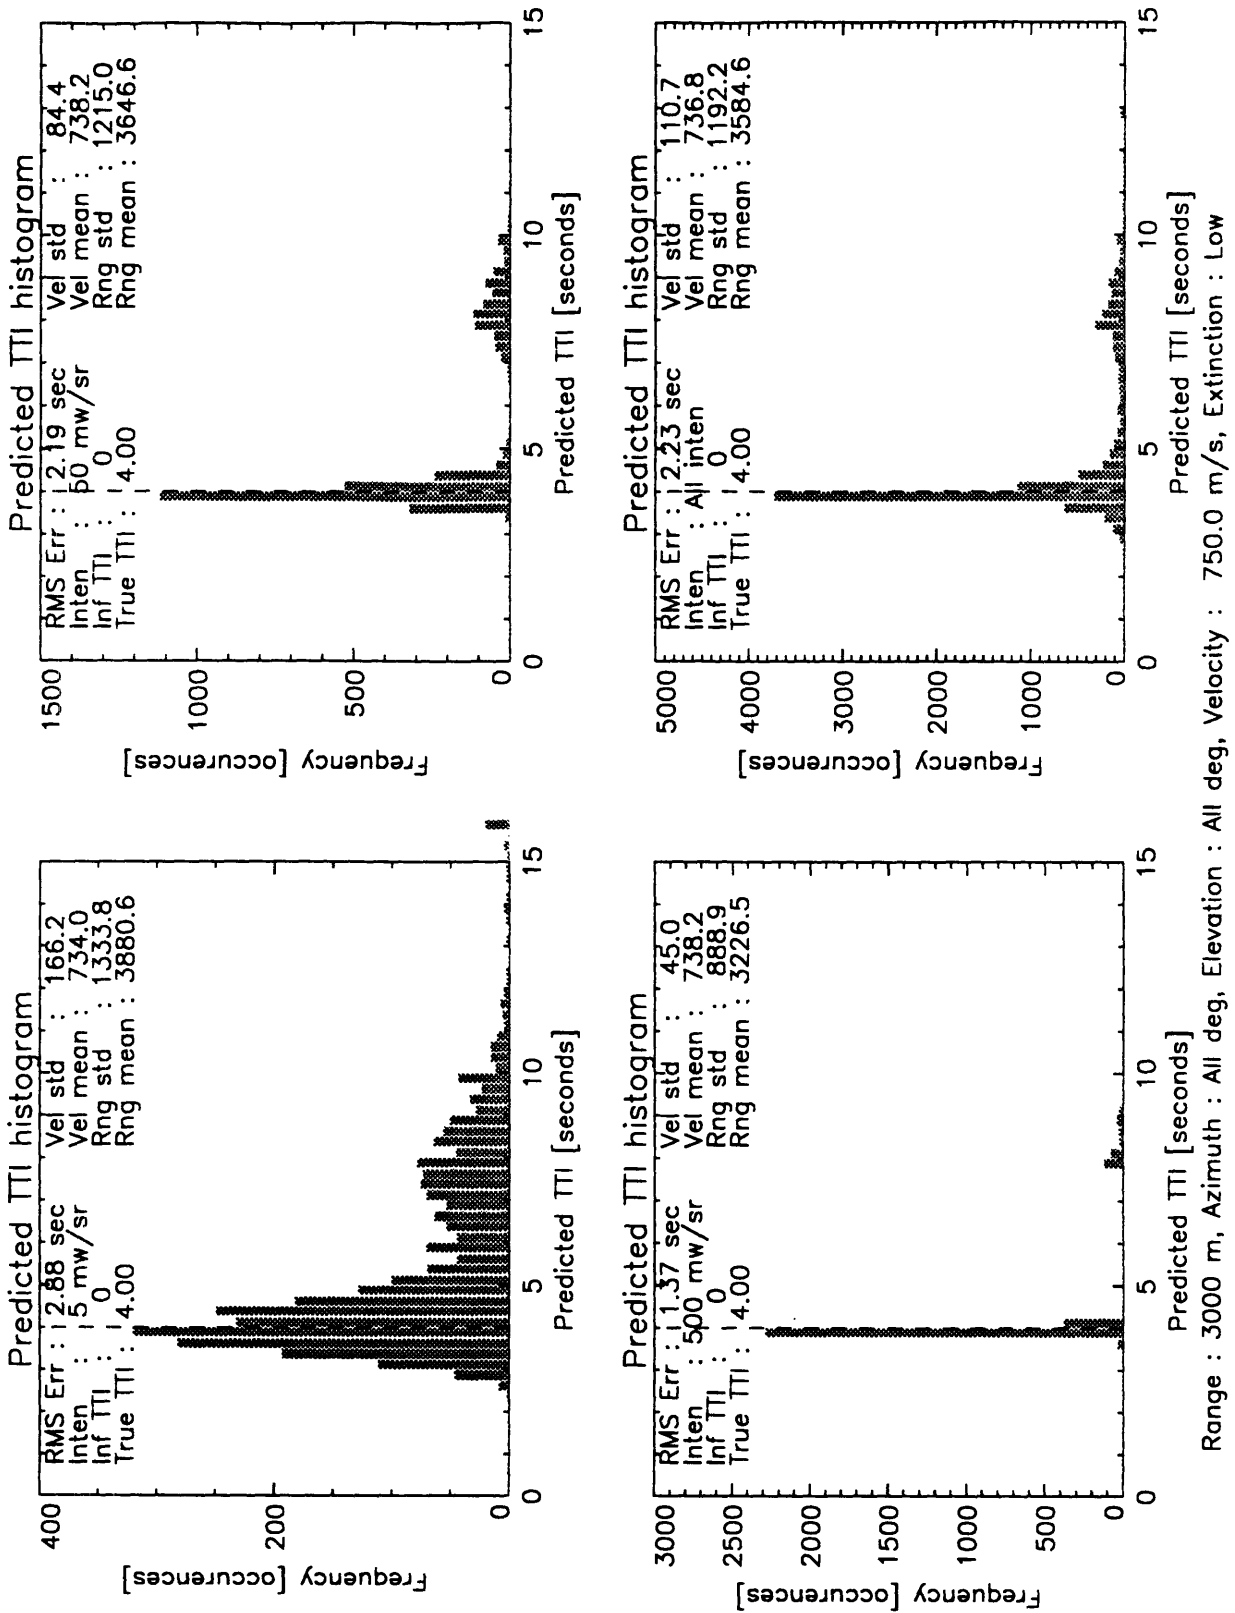 Predicted TTI histogram
RMS Err : 2.88 sec
Inten : 5 mw/sr
Inf TTI : 0
True TTI : 4.00
Vel std : 166.2
Vel mean : 734.0
Rng std : 1333.8
Rng mean : 3880.6
400
200
0
Frequency [occurences]
0 5 10 15
Predicted TTI [seconds]
Predicted TTI histogram
RMS Err : 2.19 sec
Inten : 50 mw/sr
Inf TTI : 0
True TTI : 4.00
Vel std : 84.4
Vel mean : 738.2
Rng std : 1215.0
Rng mean : 3646.6
1500
1000
500
0
Frequency [occurences]
0 5 10 15
Predicted TTI [seconds]
Predicted TTI histogram
RMS Err : 1.37 sec
Inten : 500 mw/sr
Inf TTI : 0
True TTI : 4.00
Vel std : 45.0
Vel mean : 738.2
Rng std : 888.9
Rng mean : 3226.5
3000
2500
2000
1500
1000
500
0
Frequency [occurences]
0 5 10 15
Predicted TTI [seconds]
Predicted TTI histogram
RMS Err : 2.23 sec
Inten : All inten
Inf TTI : 0
True TTI : 4.00
Vel std : 110.7
Vel mean : 736.8
Rng std : 1192.2
Rng mean : 3584.6
5000
4000
3000
2000
1000
0
Frequency [occurences]
0 5 10 15
Predicted TTI [seconds]
Range : 3000 m, Azimuth : All deg, Elevation : All deg, Velocity : 750.0 m/s, Extinction : Low